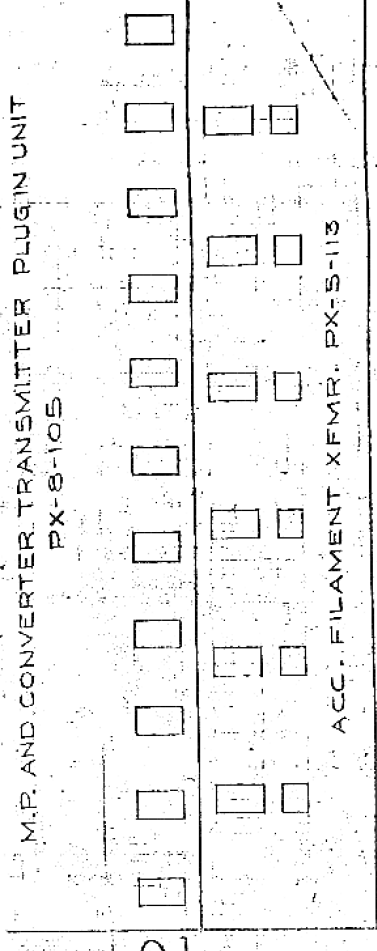 M.P. AND CONVERTER TRANSMITTER PLUG IN UNIT
PX-8-105
ACC. FILAMENT XFMR. PX-5-113